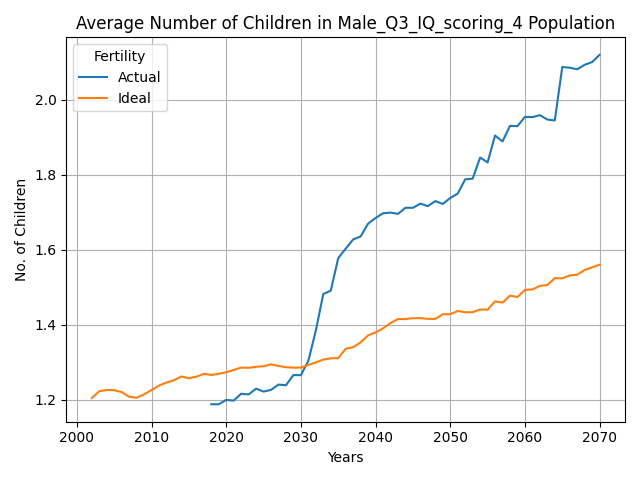 Average Number of Children in Male_Q3_IQ_scoring_4 Population
Fertility
Actual
Ideal
No. of Children
2.0
1.8
1.6
1.4
1.2
2000 2010 2020 2030 2040 2050 2060 2070
Years